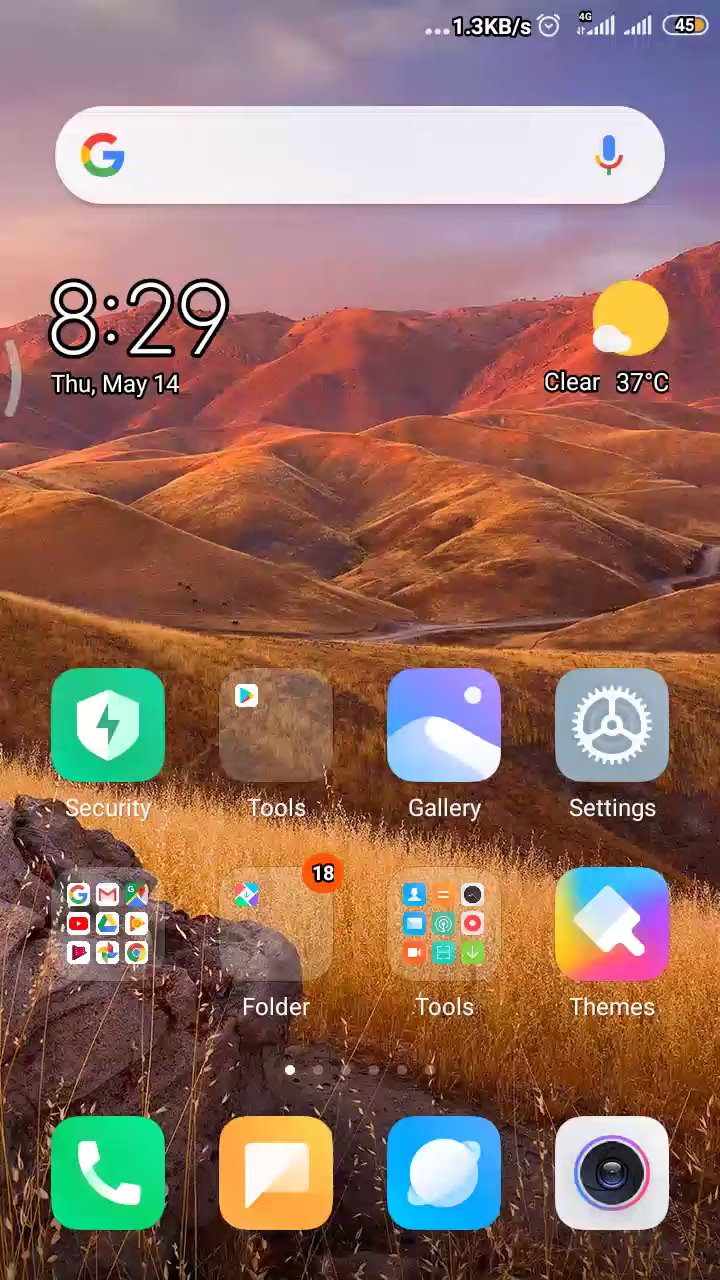 ...1.3KB/s 4G 45
8:29
Thu, May 14
Clear 37°C
Security Tools Gallery Settings
18
Folder Tools Themes